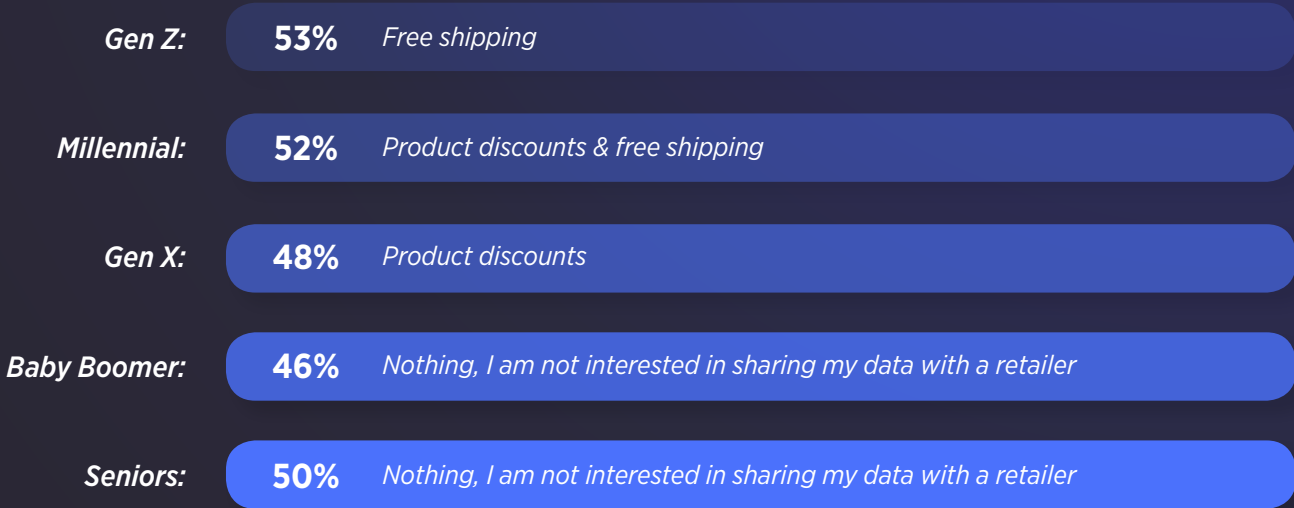 Gen Z: 53% Free shipping
Millennial: 52% Product discounts & free shipping
Gen X: 48% Product discounts
Baby Boomer: 46% Nothing, I am not interested in sharing my data with a retailer
Seniors: 50% Nothing, I am not interested in sharing my data with a retailer